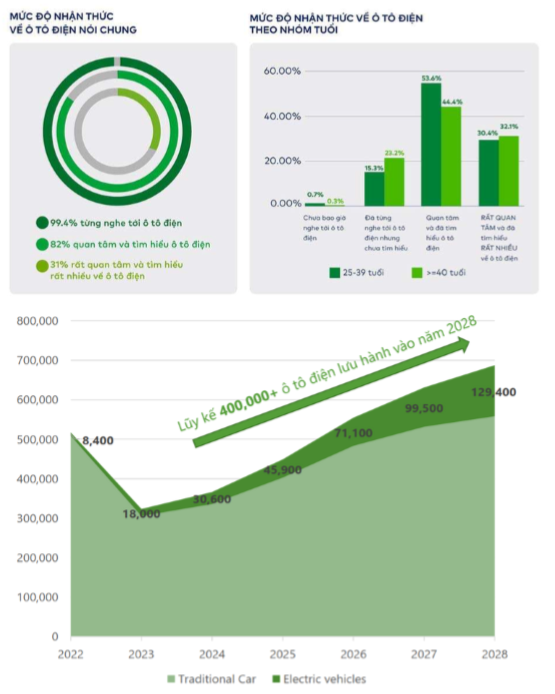 MỨC ĐỘ NHẬN THỨC
VỀ Ô TÔ ĐIỆN NÓI CHUNG
99.4% từng nghe tới ô tô điện
82% quan tâm và tìm hiểu ô tô điện
31% rất quan tâm và tìm hiểu
rất nhiều về ô tô điện
MỨC ĐỘ NHẬN THỨC VỀ Ô TÔ ĐIỆN
THEO NHÓM TUỔI
60.00%
40.00%
20.00%
0.00%
0.7%
0.3%
15.3%
23.2%
53.6%
44.4%
30.4%
32.1%
Chưa bao giờ
nghe tới ô tô
điện
Đã từng
nghe tới ô tô
điện nhưng
chưa tìm hiểu
Quan tâm
và đã tìm
hiểu ô tô
điện
RẤT QUAN
TÂM và đã
tìm hiểu
RẤT NHIỀU
về ô tô điện
25-39 tuổi
>=40 tuổi
800,000
700,000
600,000
500,000
400,000
300,000
200,000
100,000
0
Lũy kế 400,000+ ô tô điện lưu hành vào năm 2028
8,400
18,000
30,600
45,900
71,100
99,500
129,400
2022
2023
2024
2025
2026
2027
2028
Traditional Car
Electric vehicles